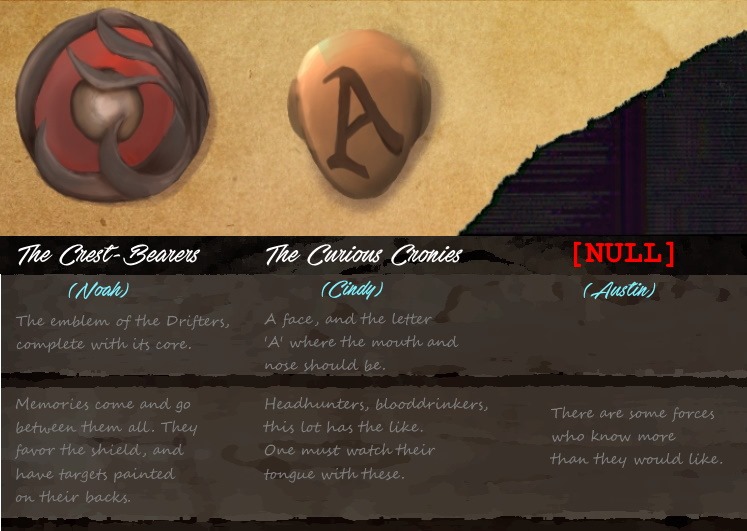 A
The Crest-Bearers
(Noah)
The emblem of the Drifters,
complete with its core.
Memories come and go
between them all. They
favor the shield, and
have targets painted
on their backs.
The Curious Cronies
(Cindy)
A face, and the letter
'A' where the mouth and
nose should be.
Headhunters, blooddrinkers,
this lot has the like.
One must watch their
tongue with these.
[NULL]
(Austin)
There are some forces
who know more
than they would like.